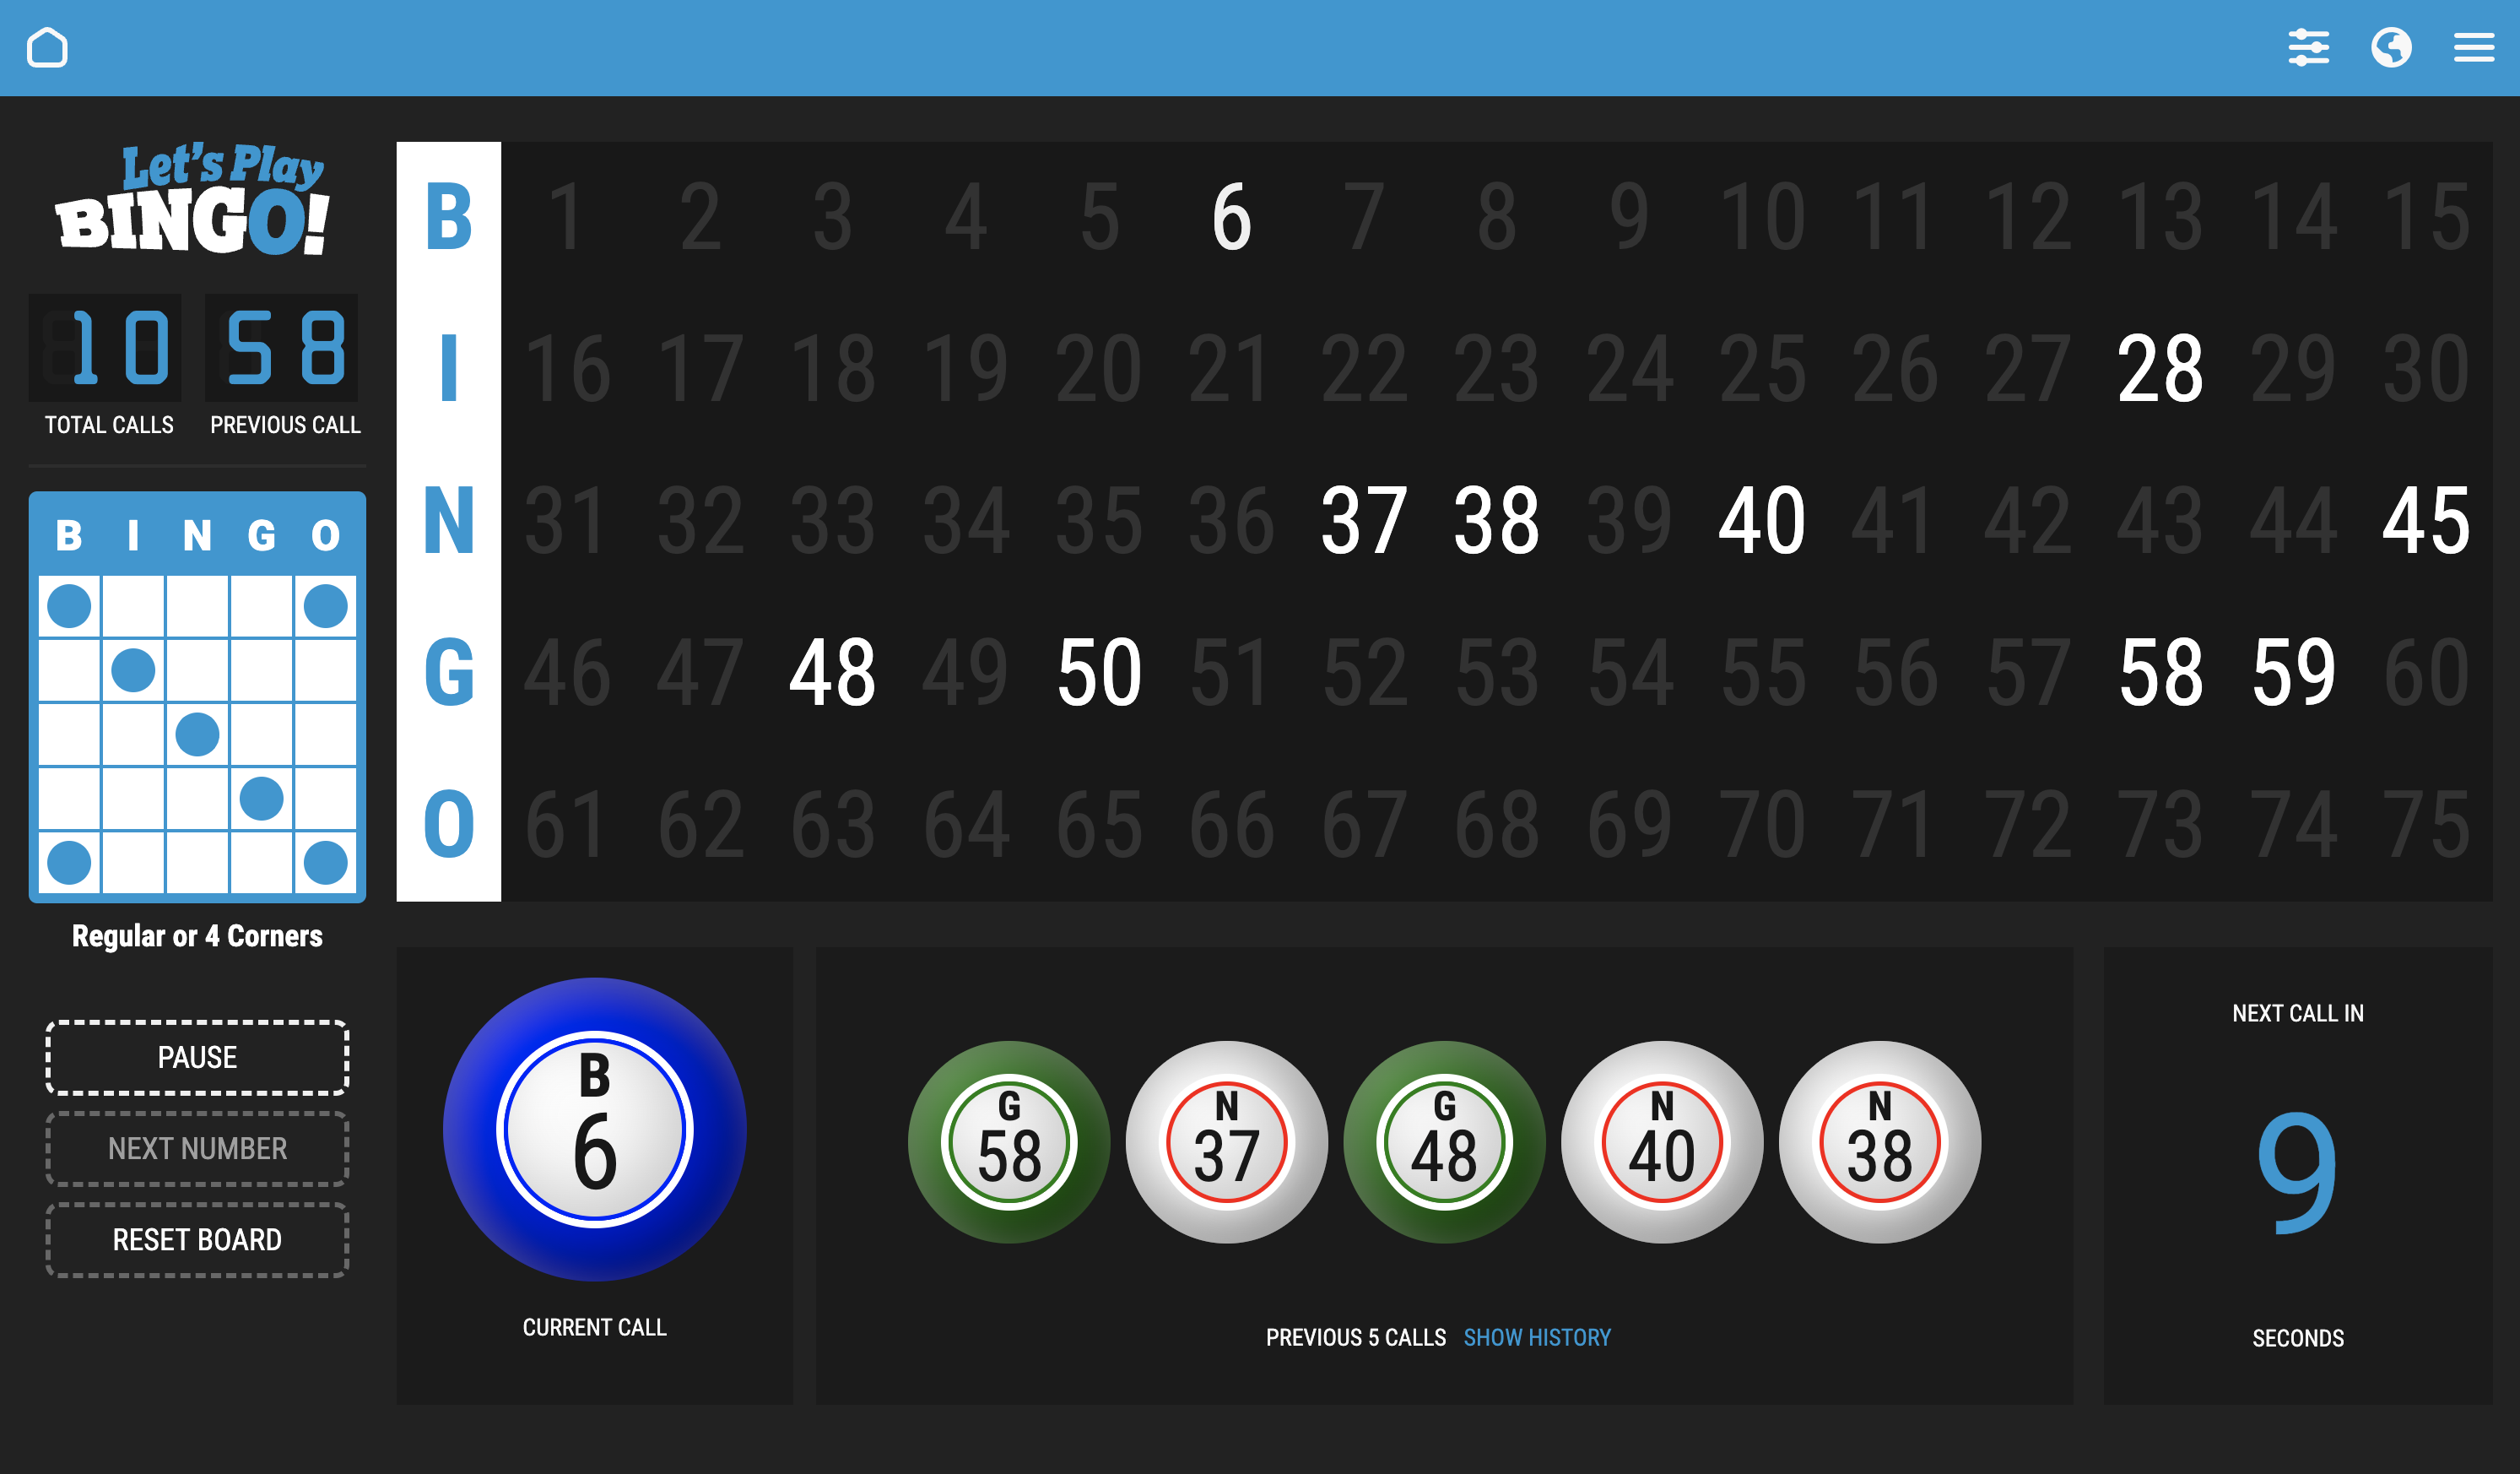 Let's Play
BINGO!
10 58
TOTAL CALLS PREVIOUS CALL
B I N G O
Regular or 4 Corners
PAUSE
NEXT NUMBER
RESET BOARD
B 1 2 3 4 5 6 7 8 9 10 11 12 13 14 15
I 16 17 18 19 20 21 22 23 24 25 26 27 28 29 30
N 31 32 33 34 35 36 37 38 39 40 41 42 43 44 45
G 46 47 48 49 50 51 52 53 54 55 56 57 58 59 60
O 61 62 63 64 65 66 67 68 69 70 71 72 73 74 75
B
6
CURRENT CALL
G N G N N
58 37 48 40 38
PREVIOUS 5 CALLS SHOW HISTORY
NEXT CALL IN
9
SECONDS